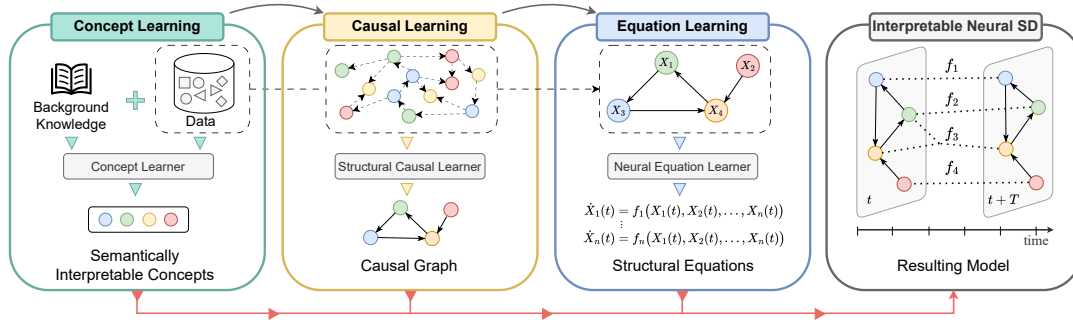 Concept Learning
Background
Knowledge
Data
Concept Learner
Semantically
Interpretable Concepts
Causal Learning
Structural Causal Learner
Causal Graph
Equation Learning
X₁
X₂
X₃
X₄
Neural Equation Learner
Ẋ₁(t) = f₁(X₁(t), X₂(t), . . . , Xₙ(t))
⋮
Ẋₙ(t) = fₙ(X₁(t), X₂(t), . . . , Xₙ(t))
Structural Equations
Interpretable Neural SD
f₁
f₂
f₃
f₄
t
t + T
time
Resulting Model